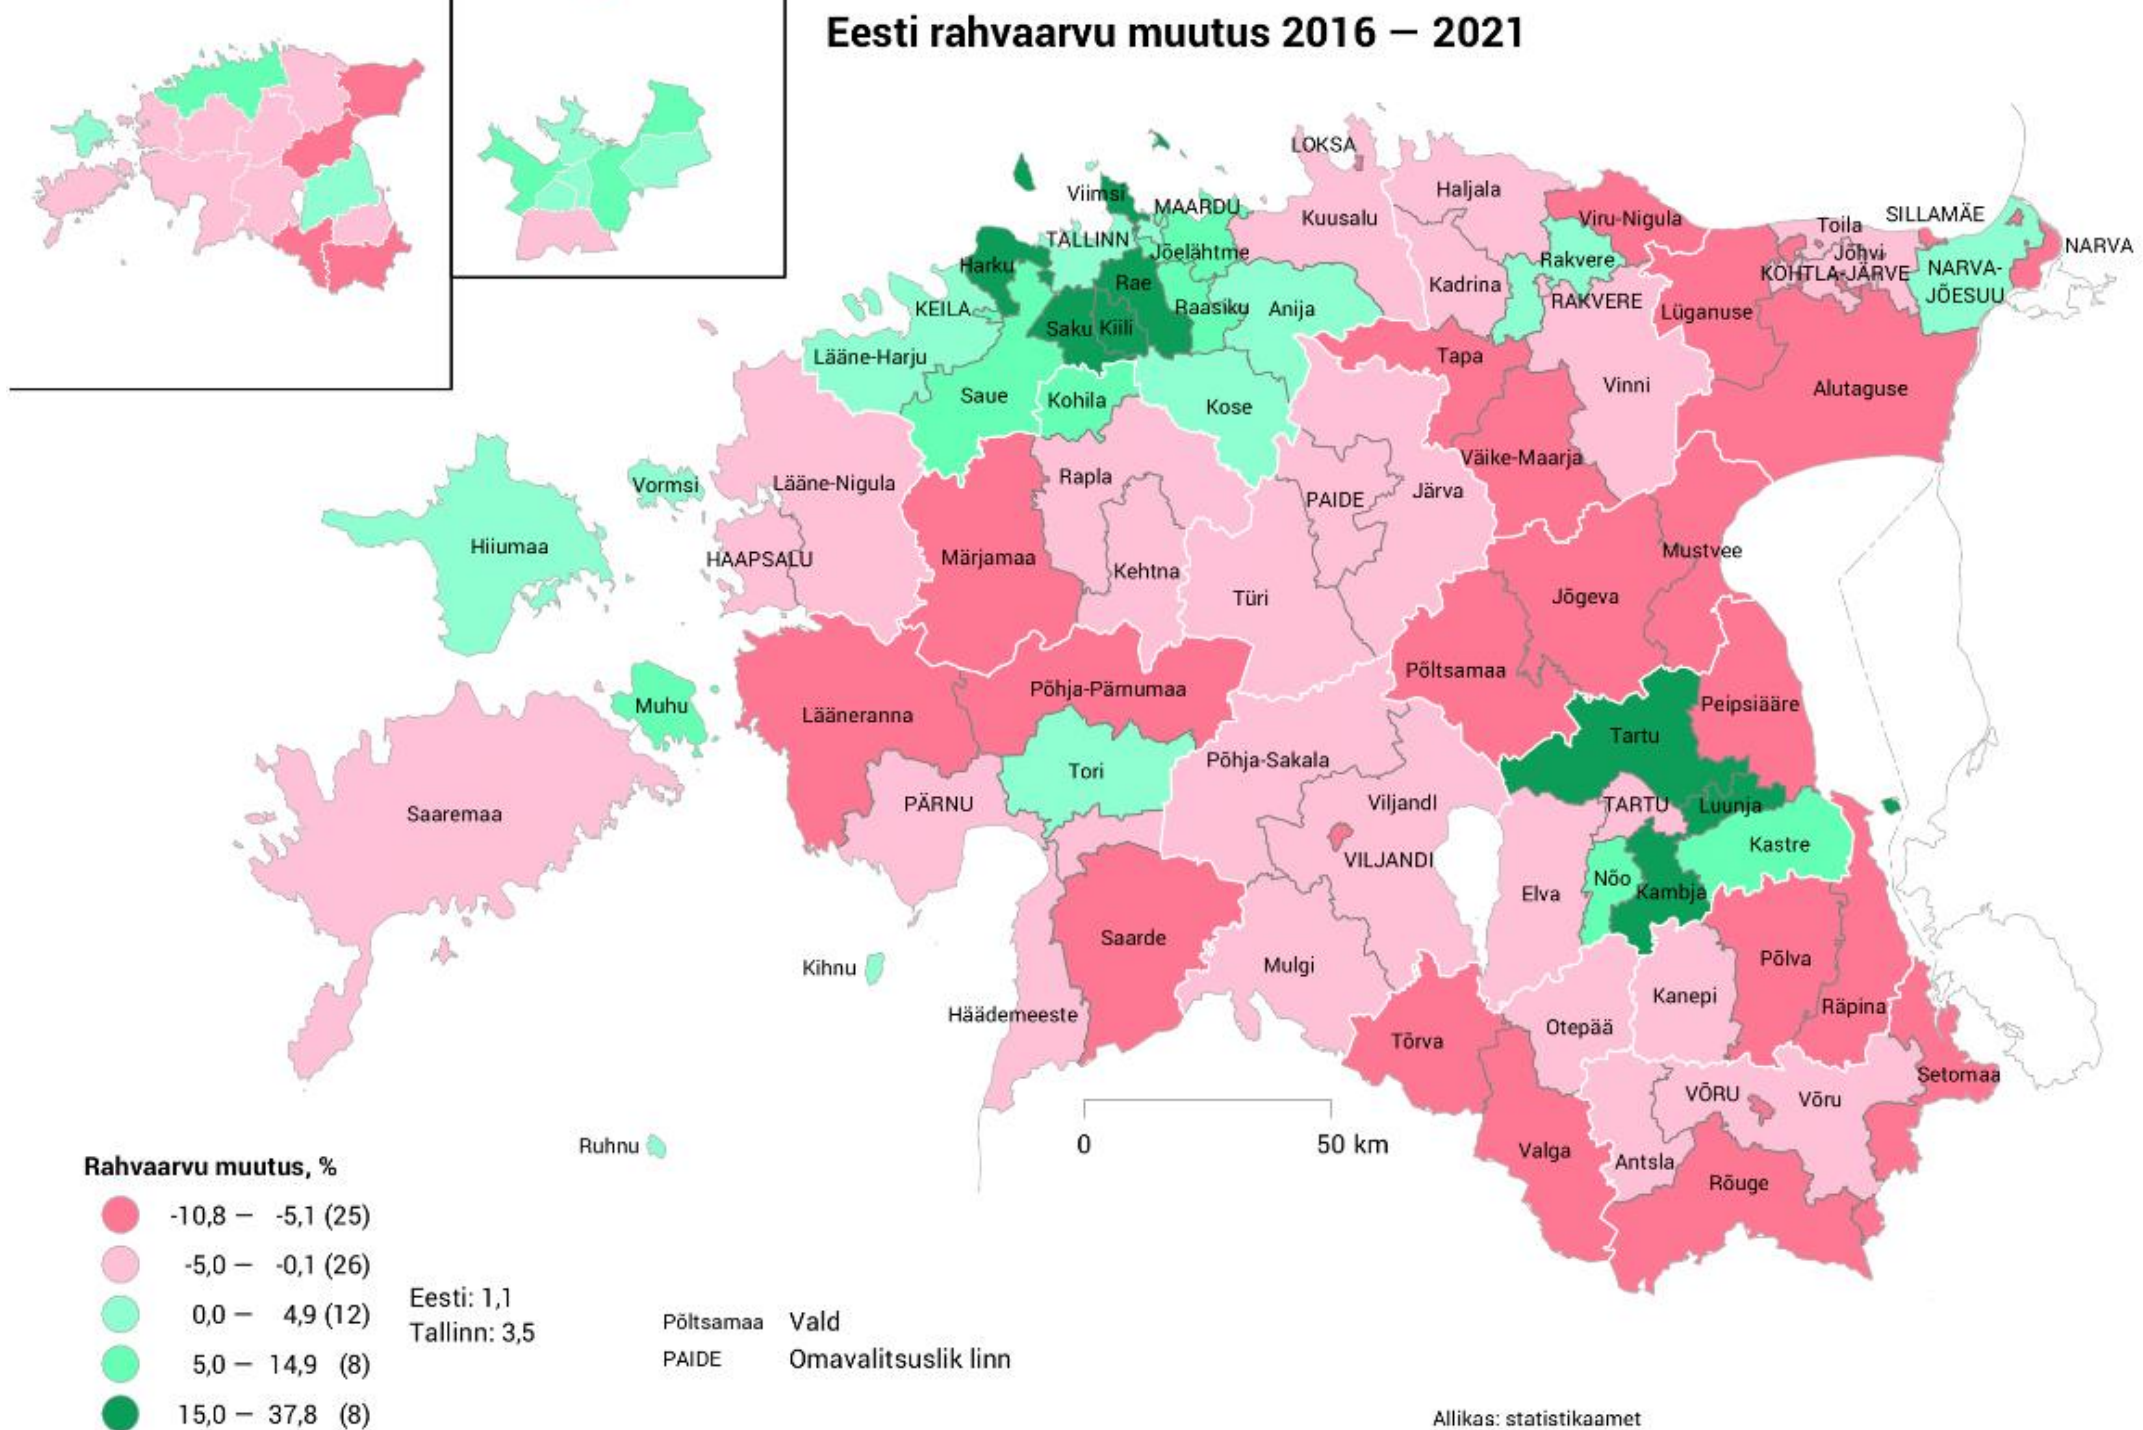 Eesti rahvaarvu muutus 2016 — 2021
LOKSA
Haljala
Viimsi
MAARDU
Kuusalu
Viru-Nigula
Toila
SILLAMÄE
NARVA
TALLINN
Jõelähtme
Harku
Rakvere
Jõhvi
KOHTLA-JÄRVE
NARVA-
JÕESUU
Rae
Kadrina
RAKVERE
KEILA
Raasiku
Anija
Lüganuse
Saku
Kiili
Lääne-Harju
Tapa
Vinni
Alutaguse
Saue
Kohila
Kose
Väike-Maarja
Rapla
Lääne-Nigula
Vormsi
PAIDE
Järva
Hiiumaa
HAAPSALU
Märjamaa
Kehtna
Mustvee
Türi
Jõgeva
Põltsamaa
Põhja-Pärnumaa
Muhu
Lääneranna
Peipsiääre
Tartu
Põhja-Sakala
Tori
PÄRNU
Viljandl
TARTU
Luunja
Saaremaa
Kastre
VILJANDI
Nõo
Elva
Kambja
Saarde
Põlva
Kihnu
Mulgi
Kanepi
Räpina
Häädemeeste
Otepää
Tõrva
Setomaa
VÕRU
Võru
0
50 km
Ruhnu
Valga
Antsla
Rõuge
Rahvaarvu muutus, %
-10,8 — -5,1 (25)
-5,0 — -0,1 (26)
0,0 — 4,9 (12)
5,0 — 14,9 (8)
15,0 — 37,8 (8)
Eesti: 1,1
Tallinn: 3,5
Põltsamaa Vald
PAIDE Omavalitsuslik linn
Allikas: statistikaamet